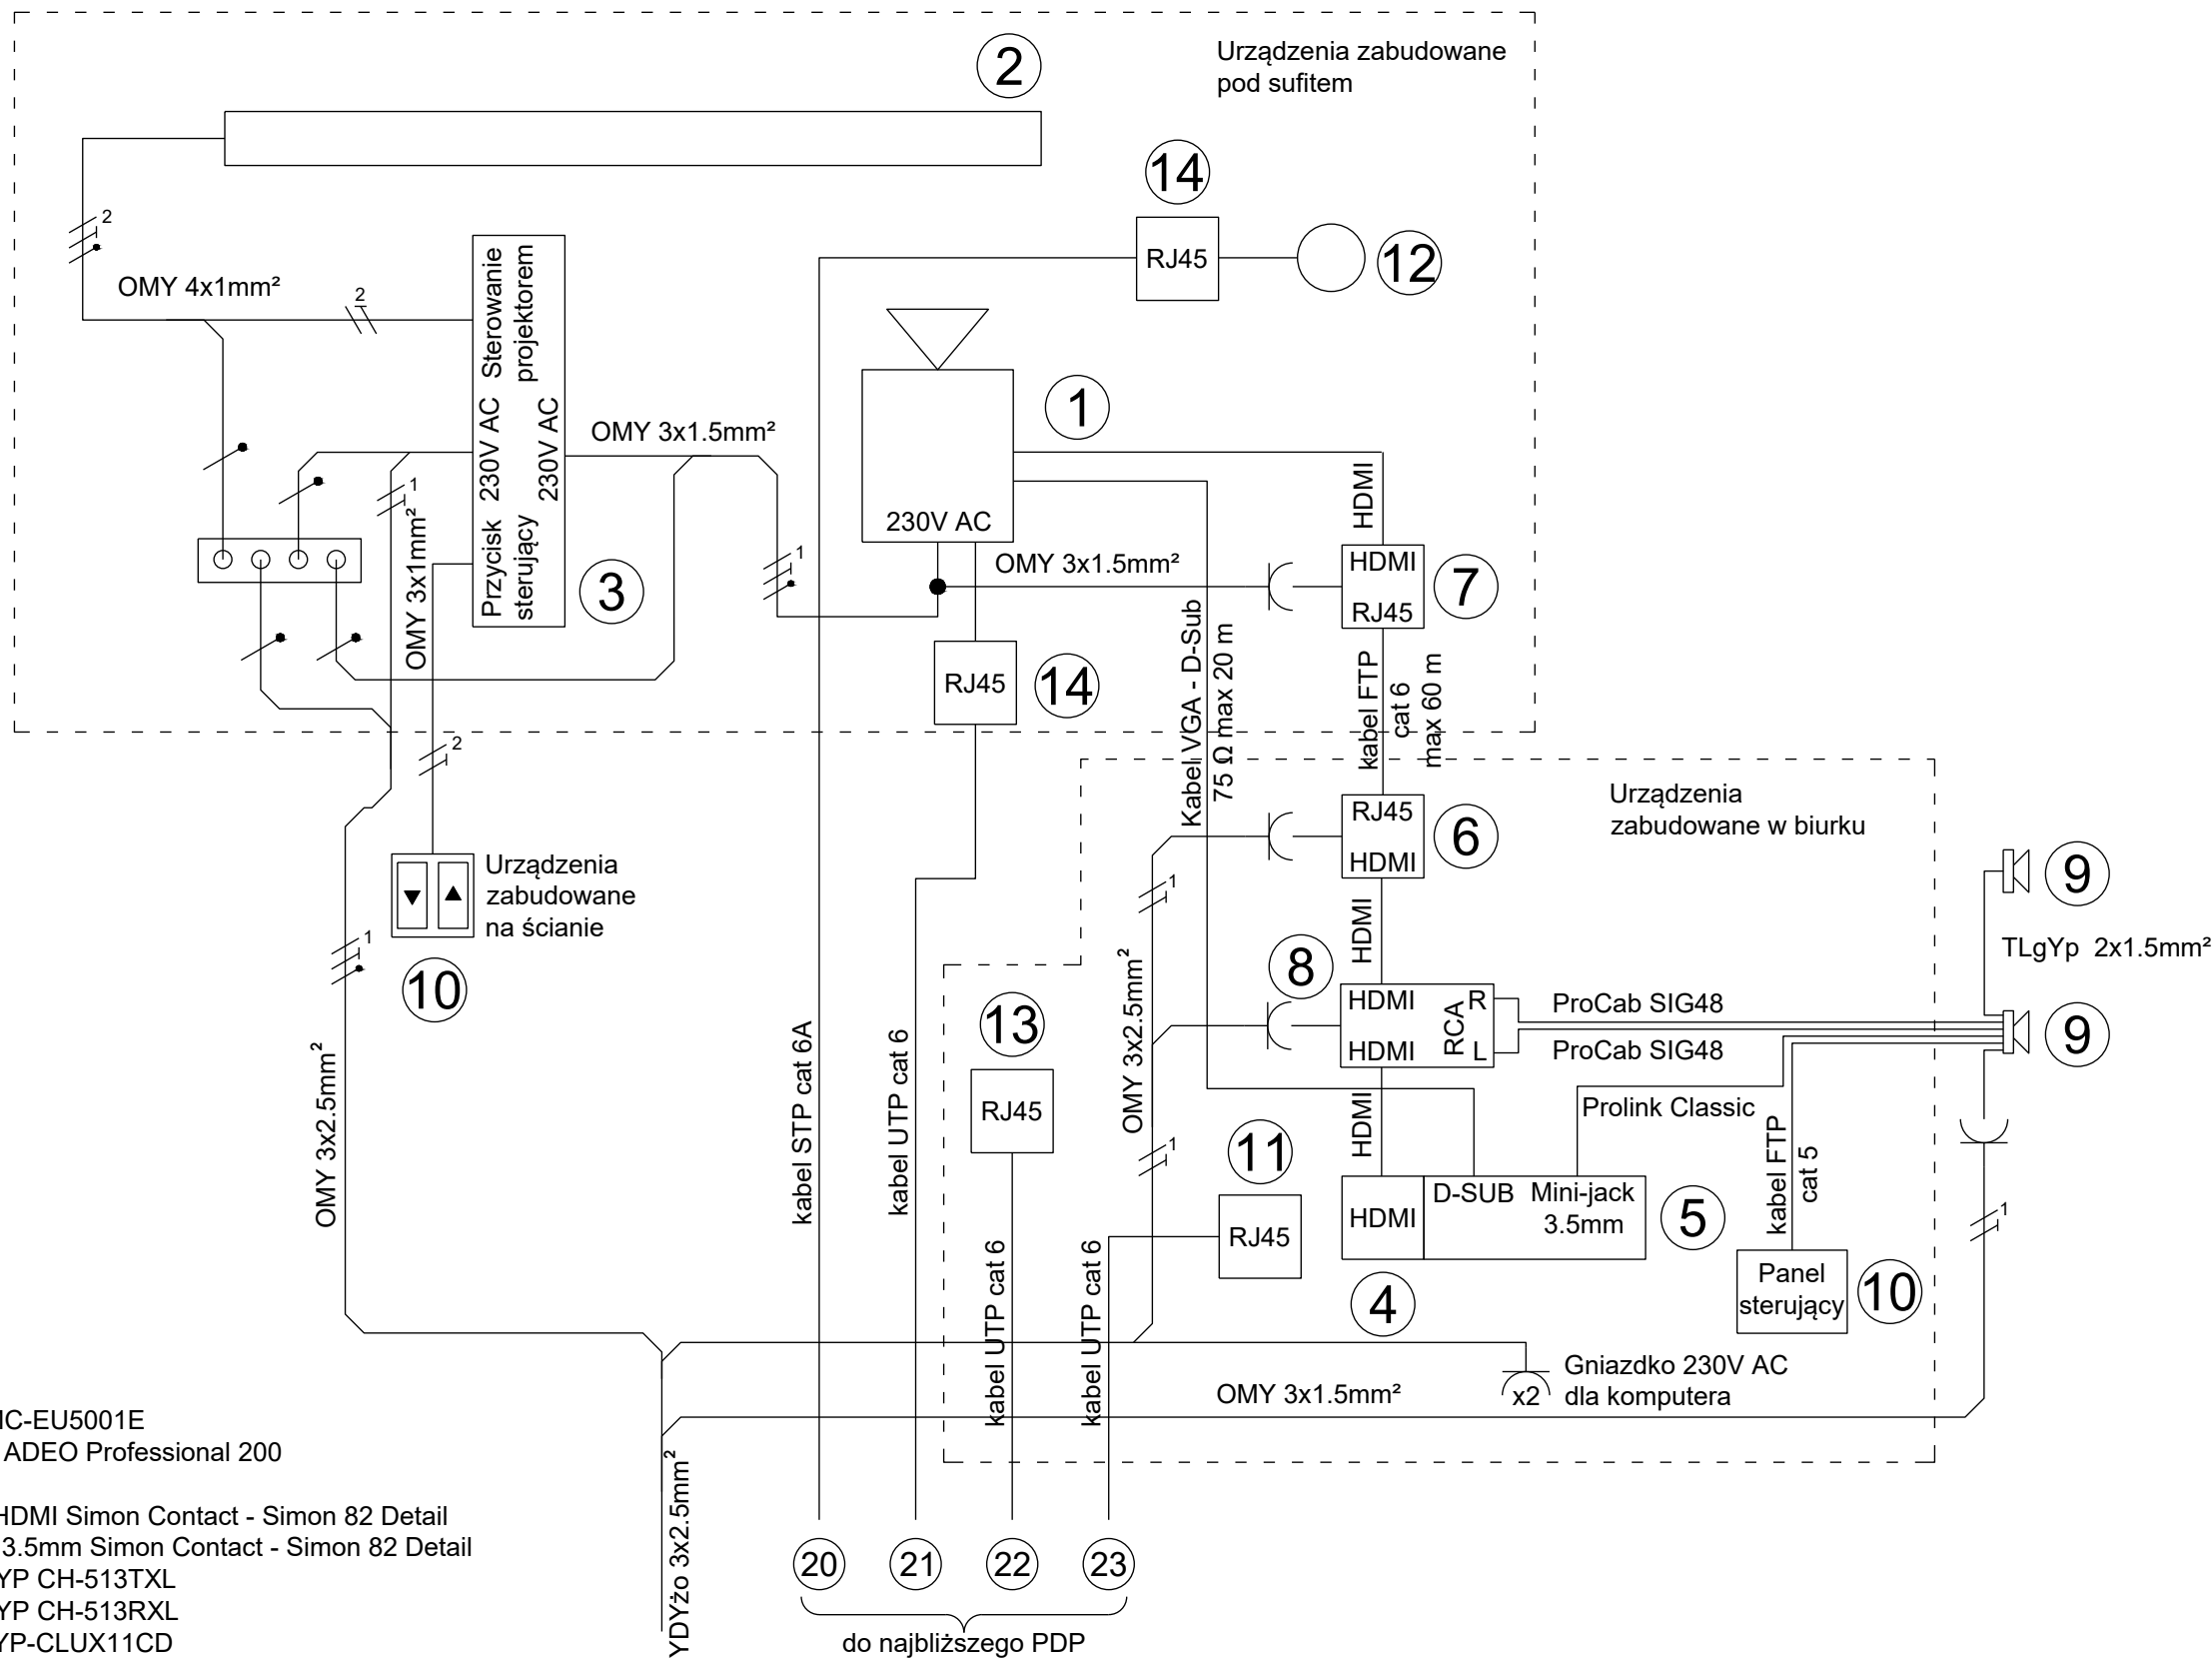 2
Urządzenia zabudowane
pod sufitem
14
RJ45
12
2
OMY 4x1mm²
2
Sterowanie
projektorem
230V AC
230V AC
Przycisk
sterujący
3
OMY 3x1.5mm²
1
230V AC
1
1
OMY 3x1mm²
OMY 3x1.5mm²
HDMI
HDMI
RJ45
7
RJ45
14
Kabel VGA - D-Sub
75 Ω max 20 m
kabel FTP
cat 6
max 60 m
2
Urządzenia
zabudowane w biurku
RJ45
HDMI
6
Urządzenia
zabudowane
na ścianie
10
1
1
OMY 3x2.5mm²
HDMI
8
HDMI
HDMI
RCA
R
L
ProCab SIG48
ProCab SIG48
9
TLgYp 2x1.5mm²
9
13
RJ45
OMY 3x2.5mm²
1
kabel STP cat 6A
kabel UTP cat 6
HDMI
Prolink Classic
kabel FTP
cat 5
11
RJ45
HDMI
D-SUB
Mini-jack
3.5mm
5
4
Panel
sterujący
10
1
kabel UTP cat 6
kabel UTP cat 6
Gniazdko 230V AC
dla komputera
x2
OMY 3x1.5mm²
YDYżo 3x2.5mm²
IC-EU5001E
ADEO Professional 200
HDMI Simon Contact - Simon 82 Detail
3.5mm Simon Contact - Simon 82 Detail
YP CH-513TXL
YP CH-513RXL
YP-CLUX11CD
20
21
22
23
do najbliższego PDP